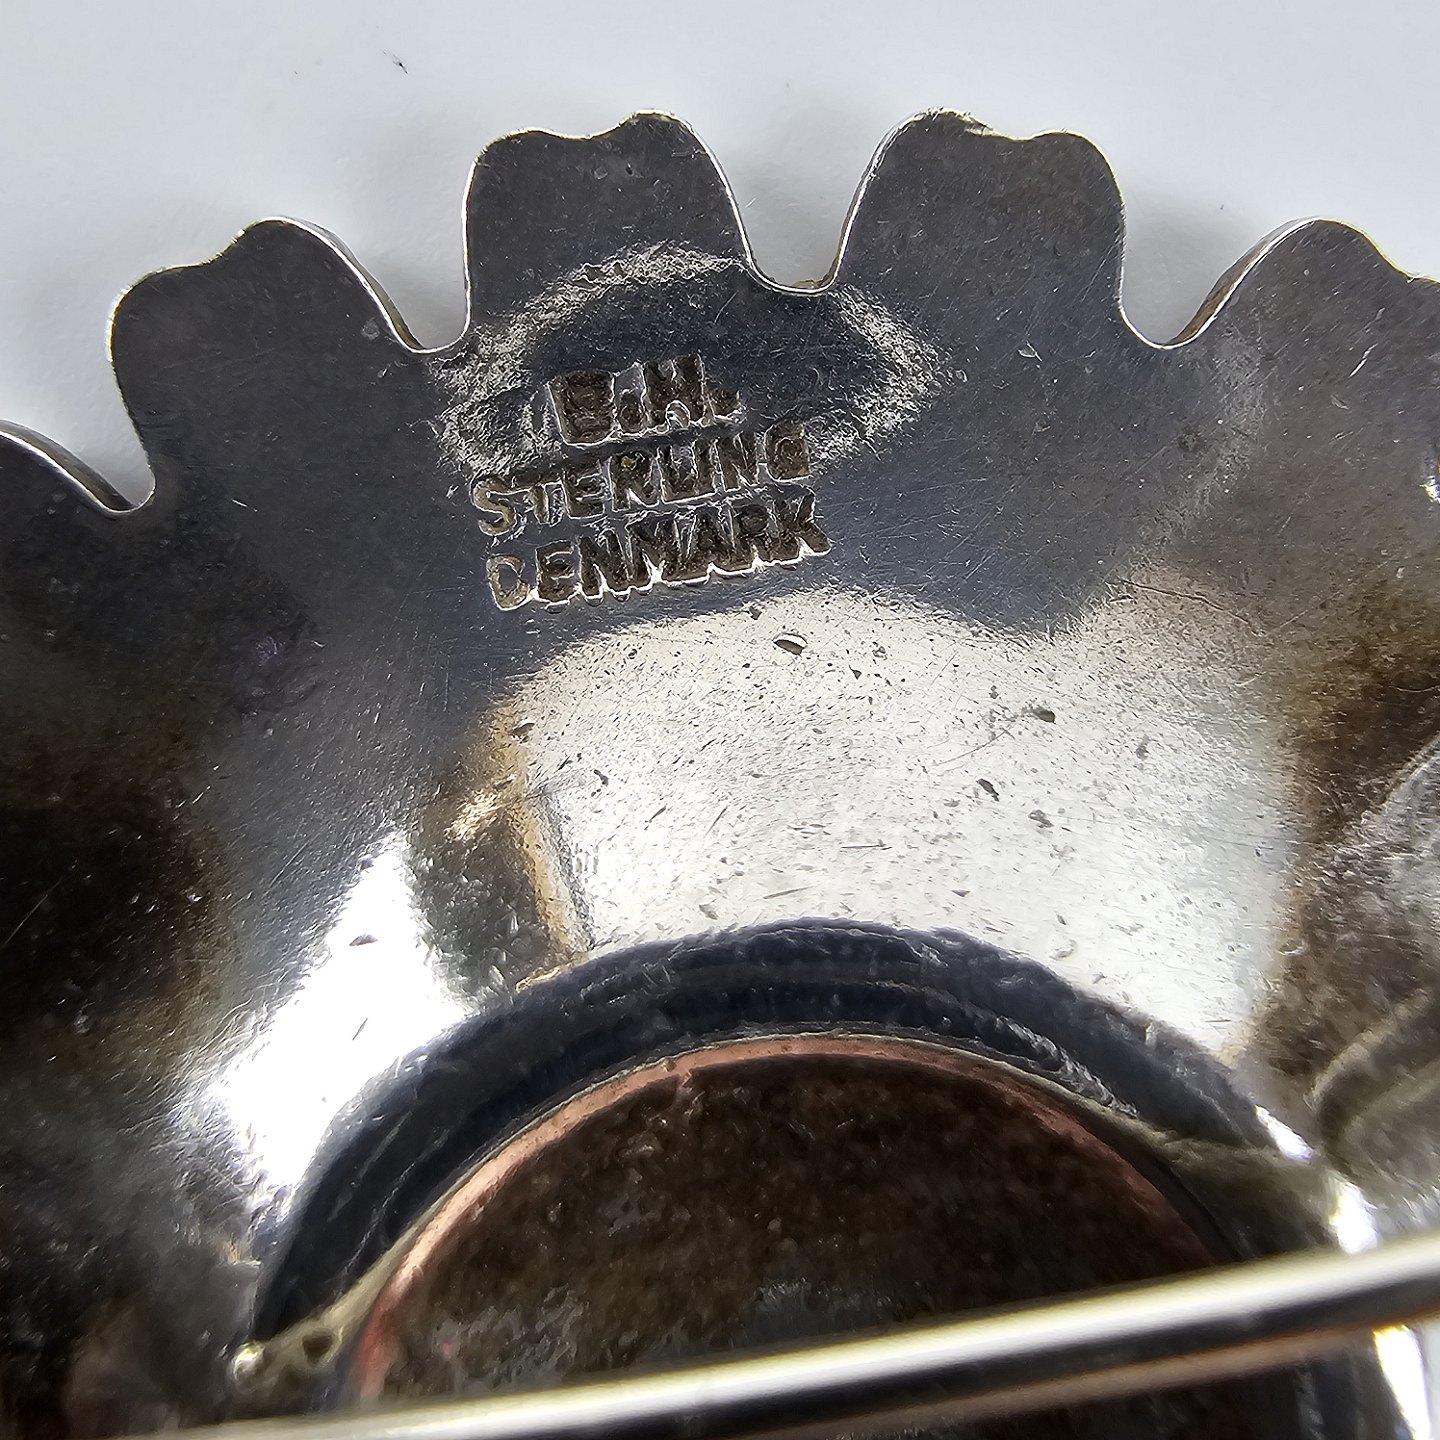 B.H.
STERLING
DENMARK